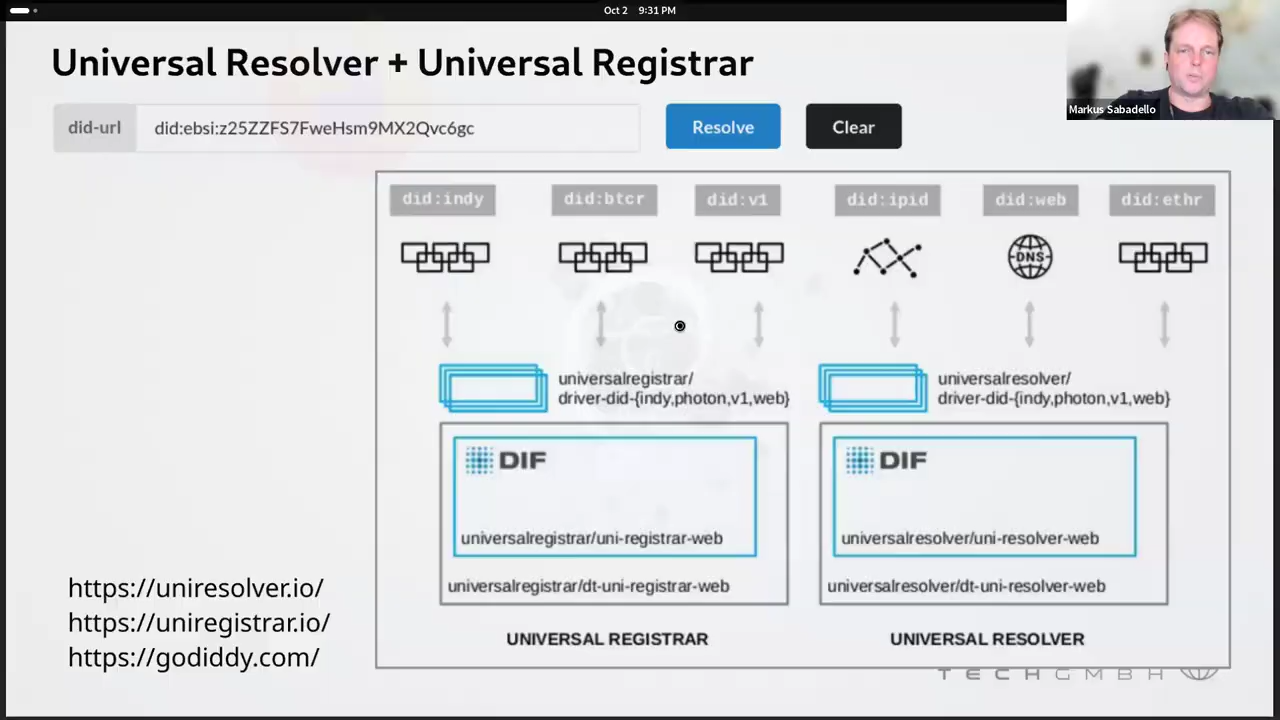 Oct 2 9:31 PM
Universal Resolver + Universal Registrar
Markus Sabadello
did-url
did:ebsi:z25ZZFS7FweHsm9MX2Qvc6gc
Resolve
Clear
did:indy
did:btcr
did:v1
did:ipid
did:web
did:ethr
DNS
universalregistrar/
driver-did-{indy,photon,v1,web}
universalresolver/
driver-did-{indy,photon,v1,web}
DIF
universalregistrar/uni-registrar-web
universalregistrar/dt-uni-registrar-web
DIF
universalresolver/uni-resolver-web
universalresolver/dt-uni-resolver-web
UNIVERSAL REGISTRAR
UNIVERSAL RESOLVER
https://uniresolver.io/
https://uniregistrar.io/
https://godiddy.com/
TECH GMBH